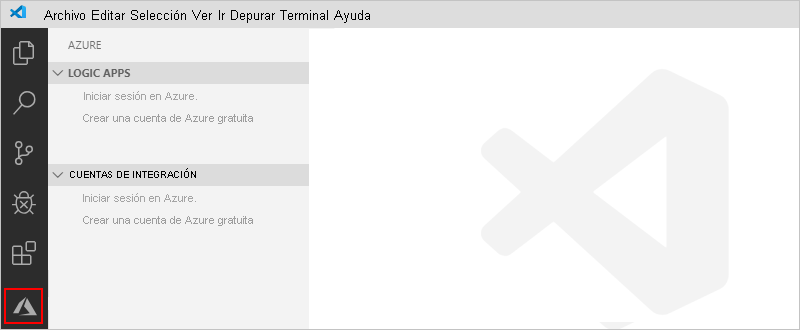 Archivo Editar Selección Ver Ir Depurar Terminal Ayuda
AZURE
LOGIC APPS
Iniciar sesión en Azure.
Crear una cuenta de Azure gratuita
CUENTAS DE INTEGRACIÓN
Iniciar sesión en Azure.
Crear una cuenta de Azure gratuita